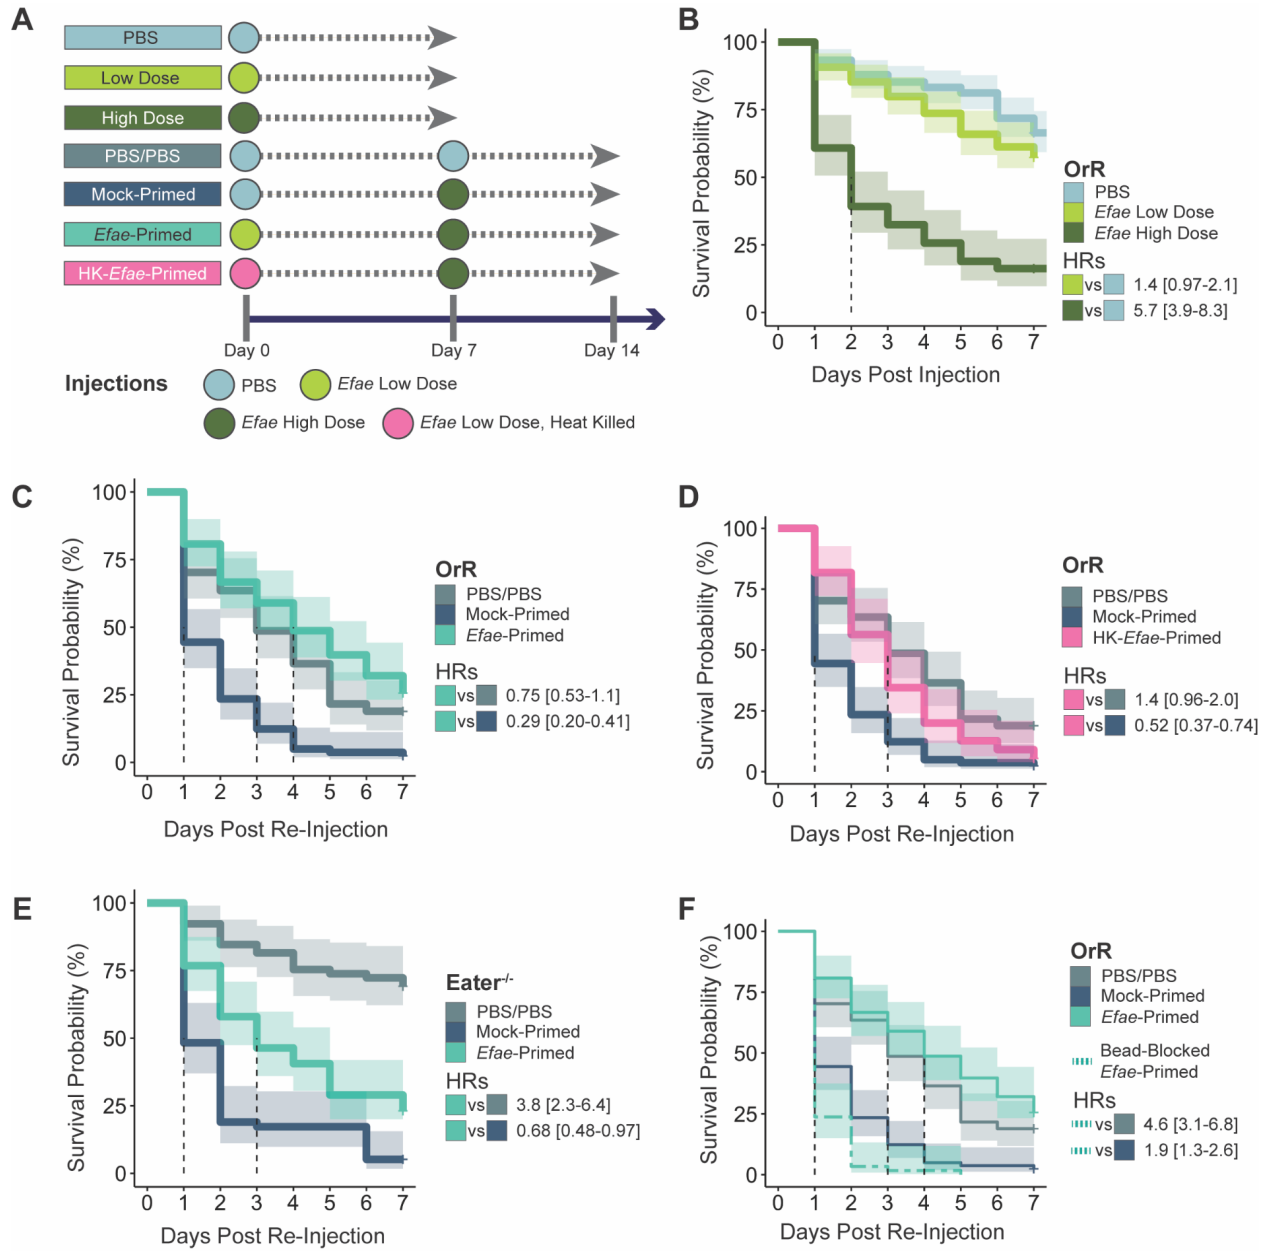 A
PBS
Low Dose
High Dose
PBS/PBS
Mock-Primed
Efae-Primed
HK-Efae-Primed
Day 0
Day 7
Day 14
Injections
PBS
Efae Low Dose
Efae High Dose
Efae Low Dose, Heat Killed
B
Survival Probability (%)
100
75
50
25
0
0 1 2 3 4 5 6 7
Days Post Injection
OrR
PBS
Efae Low Dose
Efae High Dose
HRs
vs 1.4 [0.97-2.1]
vs 5.7 [3.9-8.3]
C
Survival Probability (%)
100
75
50
25
0
0 1 2 3 4 5 6 7
Days Post Re-Injection
OrR
PBS/PBS
Mock-Primed
Efae-Primed
HRs
vs 0.75 [0.53-1.1]
vs 0.29 [0.20-0.41]
D
Survival Probability (%)
100
75
50
25
0
0 1 2 3 4 5 6 7
Days Post Re-Injection
OrR
PBS/PBS
Mock-Primed
HK-Efae-Primed
HRs
vs 1.4 [0.96-2.0]
vs 0.52 [0.37-0.74]
E
Survival Probability (%)
100
75
50
25
0
0 1 2 3 4 5 6 7
Days Post Re-Injection
Eater-/-
PBS/PBS
Mock-Primed
Efae-Primed
HRs
vs 3.8 [2.3-6.4]
vs 0.68 [0.48-0.97]
F
Survival Probability (%)
100
75
50
25
0
0 1 2 3 4 5 6 7
Days Post Re-Injection
OrR
PBS/PBS
Mock-Primed
Efae-Primed
Bead-Blocked
Efae-Primed
HRs
vs 4.6 [3.1-6.8]
vs 1.9 [1.3-2.6]